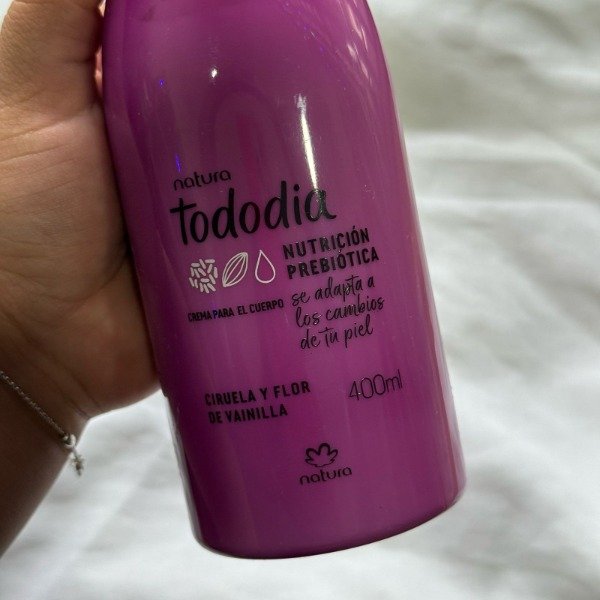 natura
tododia
NUTRICIÓN
PREBIÓTICA
CREMA PARA EL CUERPO
se adapta a
los cambios
de tu piel
CIRUELA Y FLOR
DE VAINILLA
400ml
natura